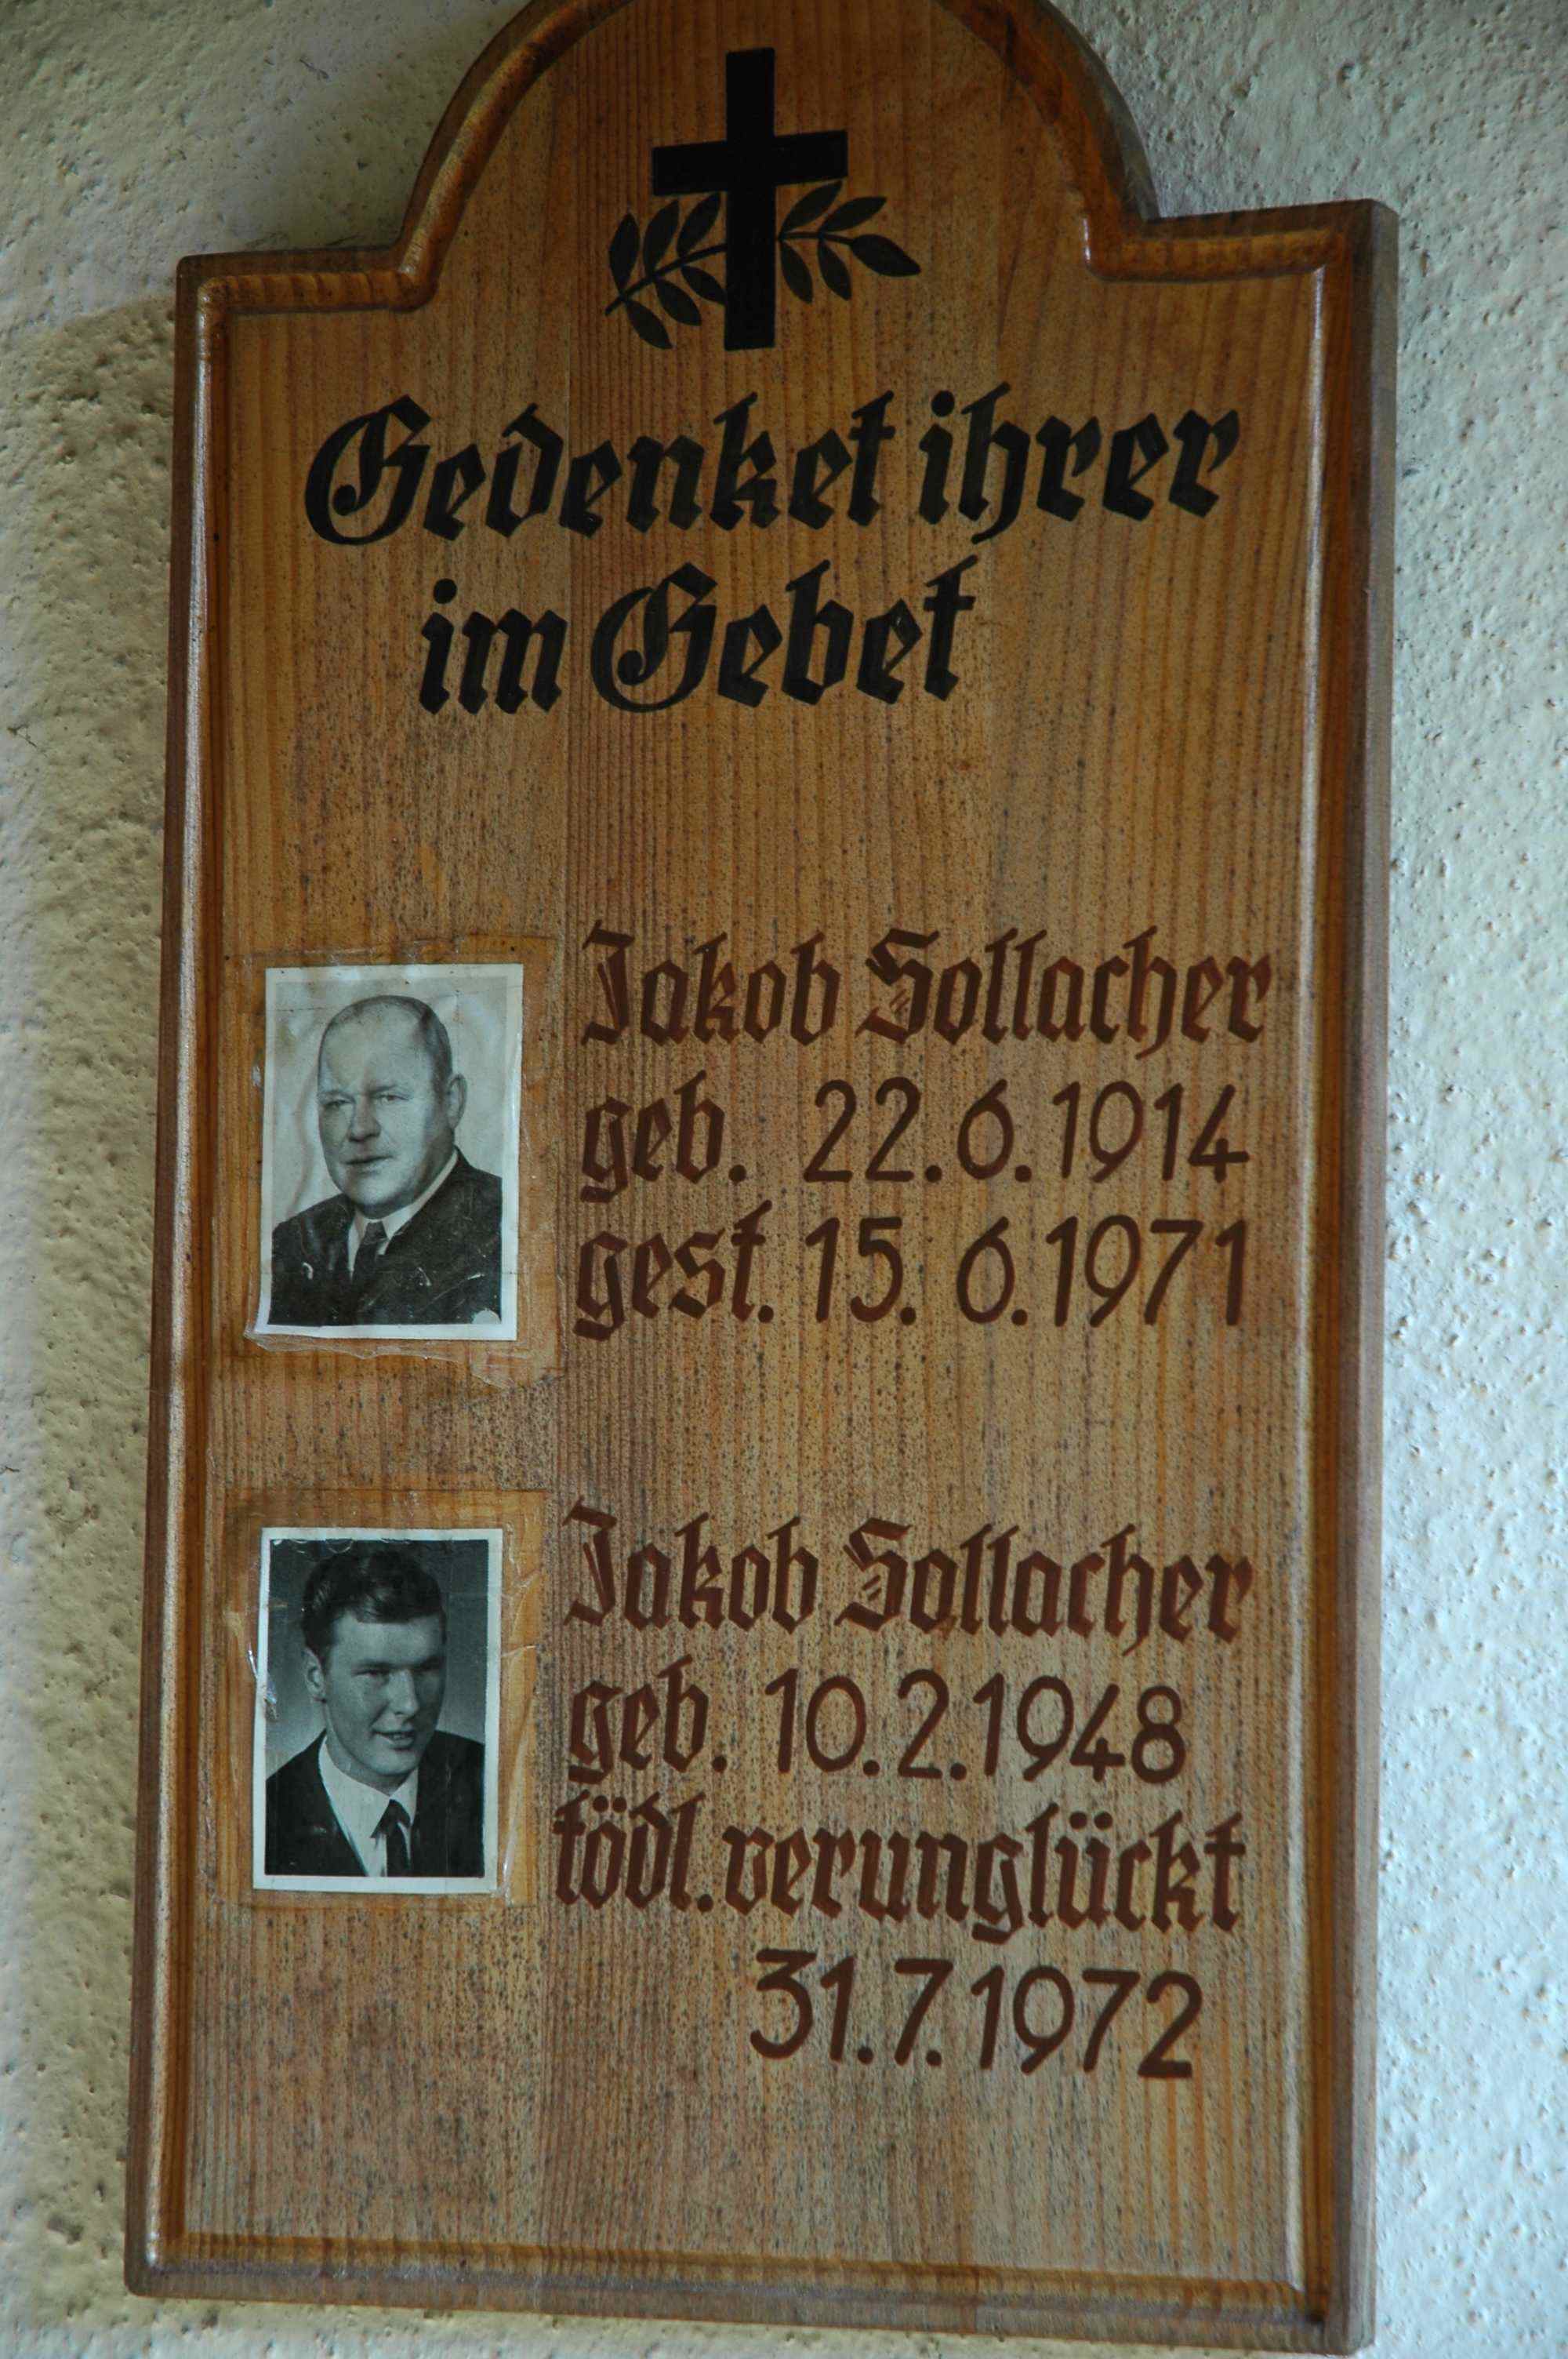 Gedenket ihrer
im Gebet
Jakob Sollacher
geb. 22.6.1914
gest. 15.6.1971
Jakob Sollacher
geb. 10.2.1948
tödl. verunglückt
31.7.1972